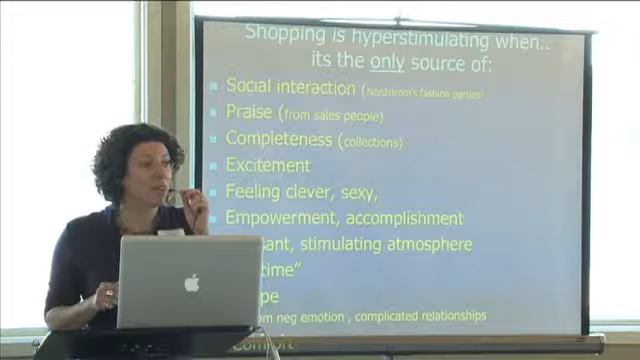 Shopping is hyperstimulating when..
its the only source of:
Social interaction (Nordstrom's fashion parties)
Praise (from sales people)
Completeness (collections)
Excitement
Feeling clever, sexy,
Empowerment, accomplishment
stimulating atmosphere
time"
neg emotion , complicated relationships
Comfort